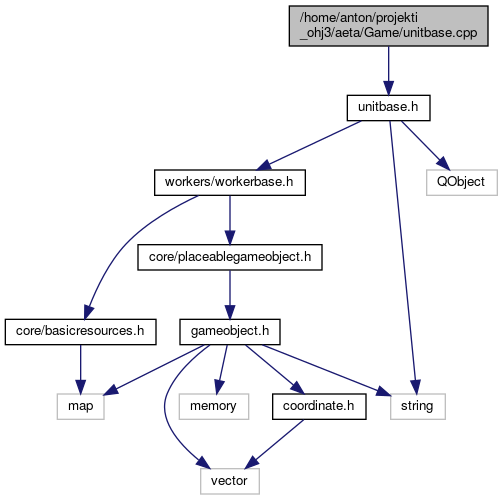 /home/anton/projekti
_ohj3/aeta/Game/unitbase.cpp
unitbase.h
workers/workerbase.h
QObject
core/placeablegameobject.h
core/basicresources.h
gameobject.h
map
memory
coordinate.h
string
vector